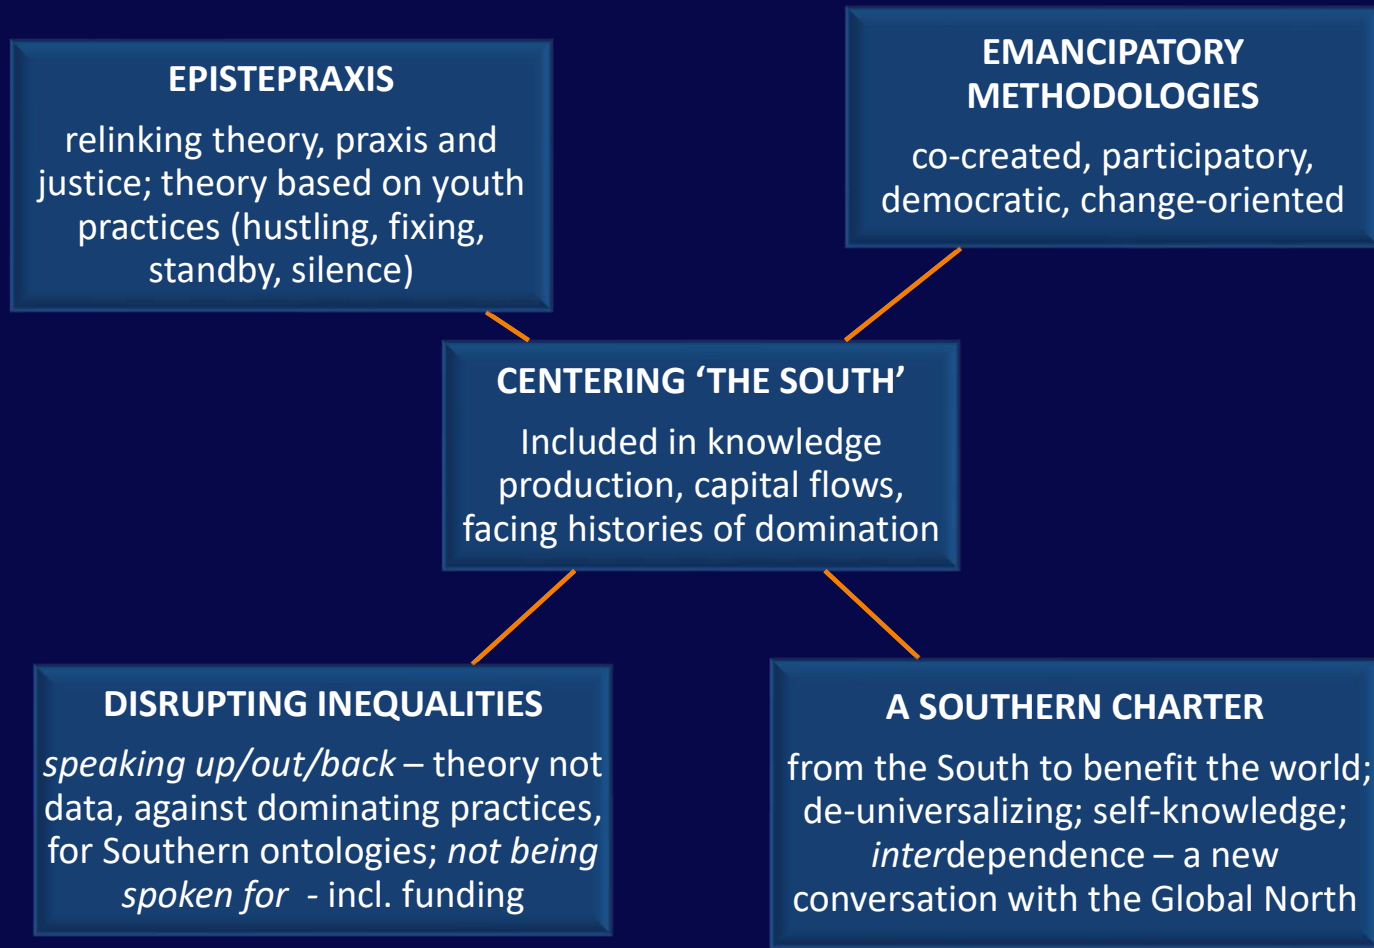 EPISTEPRAXIS
relinking theory, praxis and
justice; theory based on youth
practices (hustling, fixing,
standby, silence)
EMANCIPATORY
METHODOLOGIES
co-created, participatory,
democratic, change-oriented
CENTERING ‘THE SOUTH’
Included in knowledge
production, capital flows,
facing histories of domination
DISRUPTING INEQUALITIES
speaking up/out/back – theory not
data, against dominating practices,
for Southern ontologies; not being
spoken for - incl. funding
A SOUTHERN CHARTER
from the South to benefit the world;
de-universalizing; self-knowledge;
interdependence – a new
conversation with the Global North